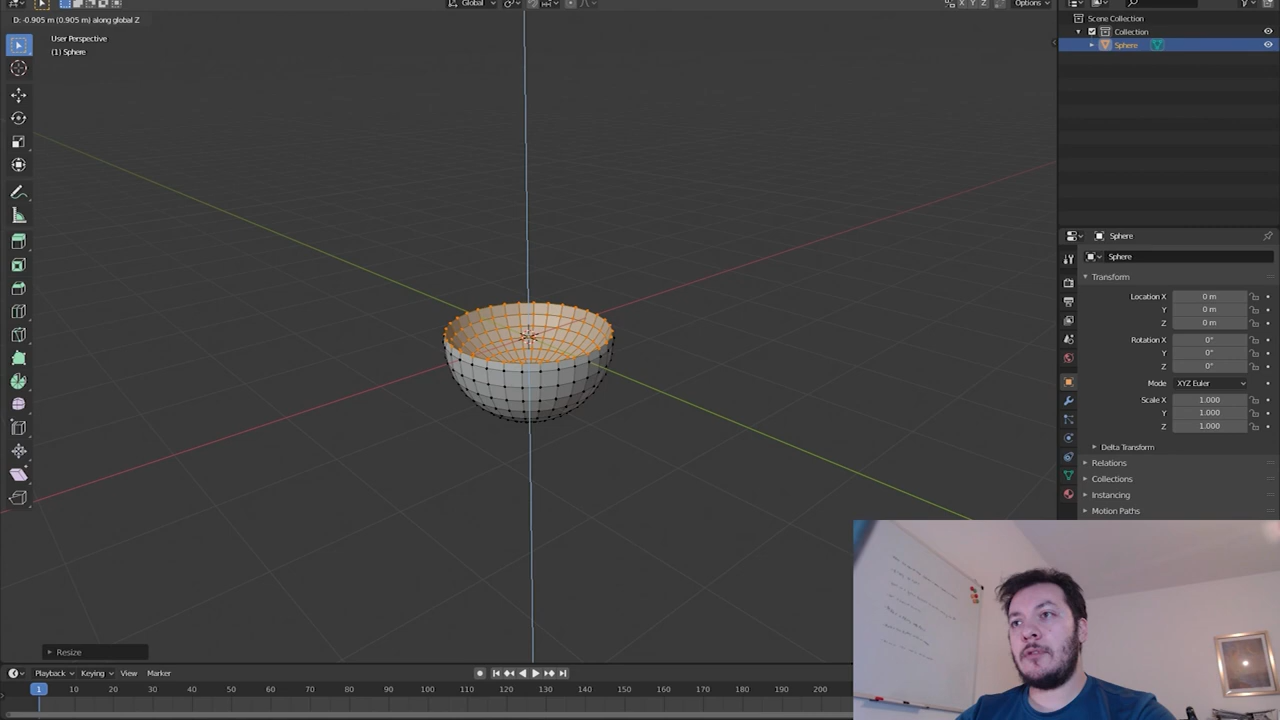 Global
Options
D: -0.905 m (0.905 m) along global Z
User Perspective
(1) Sphere
Scene Collection
Collection
Sphere
Sphere
Sphere
Transform
Location X 0 m
Y 0 m
Z 0 m
Rotation X 0°
Y 0°
Z 0°
Mode XYZ Euler
Scale X 1.000
Y 1.000
Z 1.000
Delta Transform
Relations
Collections
Instancing
Motion Paths
Resize
Playback Keying View Marker
1 10 20 30 40 50 60 70 80 90 100 110 120 130 140 150 160 170 180 190 200